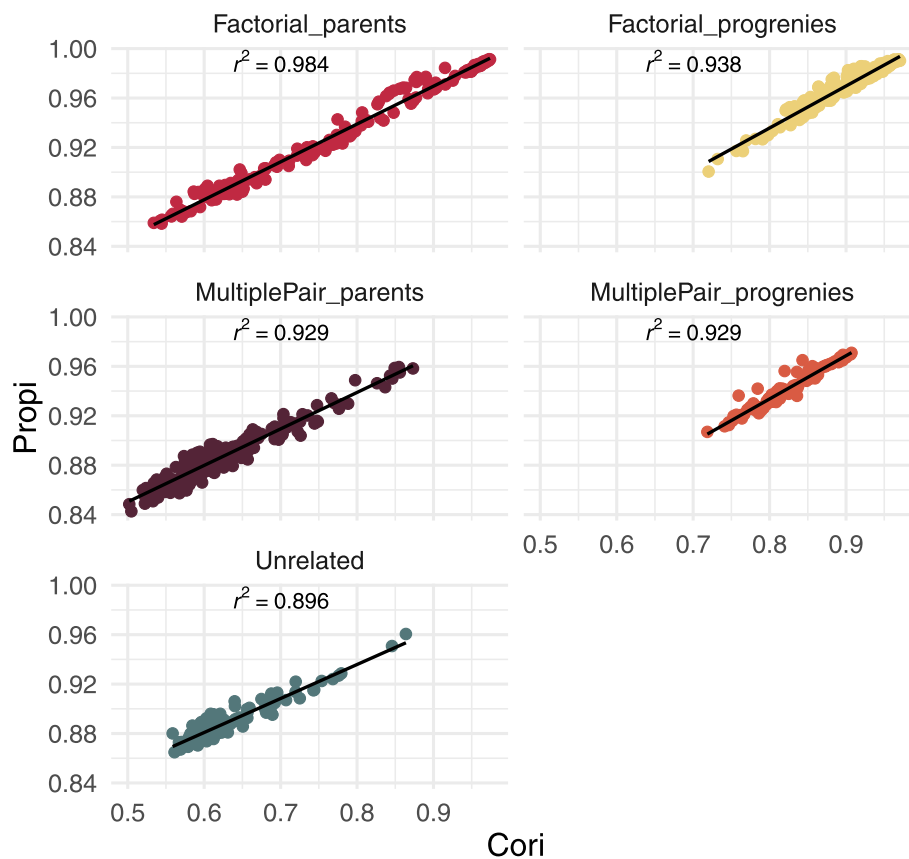 Factorial_parents
Factorial_progrenies
1.00
r² = 0.984
r² = 0.938
0.96
0.92
0.88
0.84
MultiplePair_parents
MultiplePair_progrenies
1.00
r² = 0.929
r² = 0.929
0.96
0.92
0.88
0.84
Propi
0.5 0.6 0.7 0.8 0.9
Unrelated
1.00
r² = 0.896
0.96
0.92
0.88
0.84
0.5 0.6 0.7 0.8 0.9
Cori